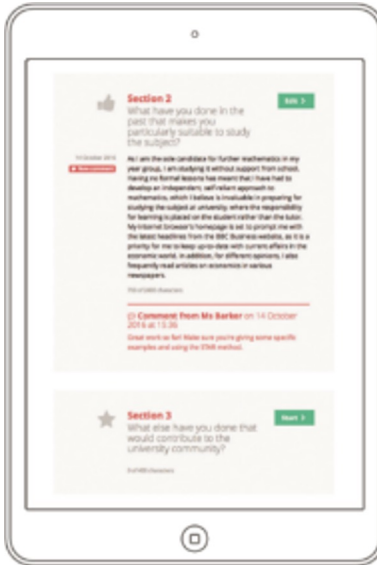 Section 2
Edit >
What have you done in the
past that makes you
particularly suitable to study
the subject?
14 October 2016
New comment
As I am the sole candidate for further mathematics in my
year group, I am studying it without support from school.
Having no formal lessons has meant that I have had to
develop an independent, self-reliant approach to
mathematics, which I believe is invaluable in preparing for
studying the subject at university, where the responsibility
for learning is placed on the student rather than the tutor.
My internet browser's homepage is set to prompt me with
the latest headlines from the BBC Business website, as it is a
priority for me to keep up-to-date with current affairs in the
economic world. In addition, for different opinions, I also
frequently read articles on economics in various
newspapers.
characters
Comment from Ms Barker on 14 October
2016 at 15:36
Great work so far! Make sure you're giving some specific
examples and using the STAR method.
Section 3
Start >
What else have you done that
would contribute to the
university community?
characters